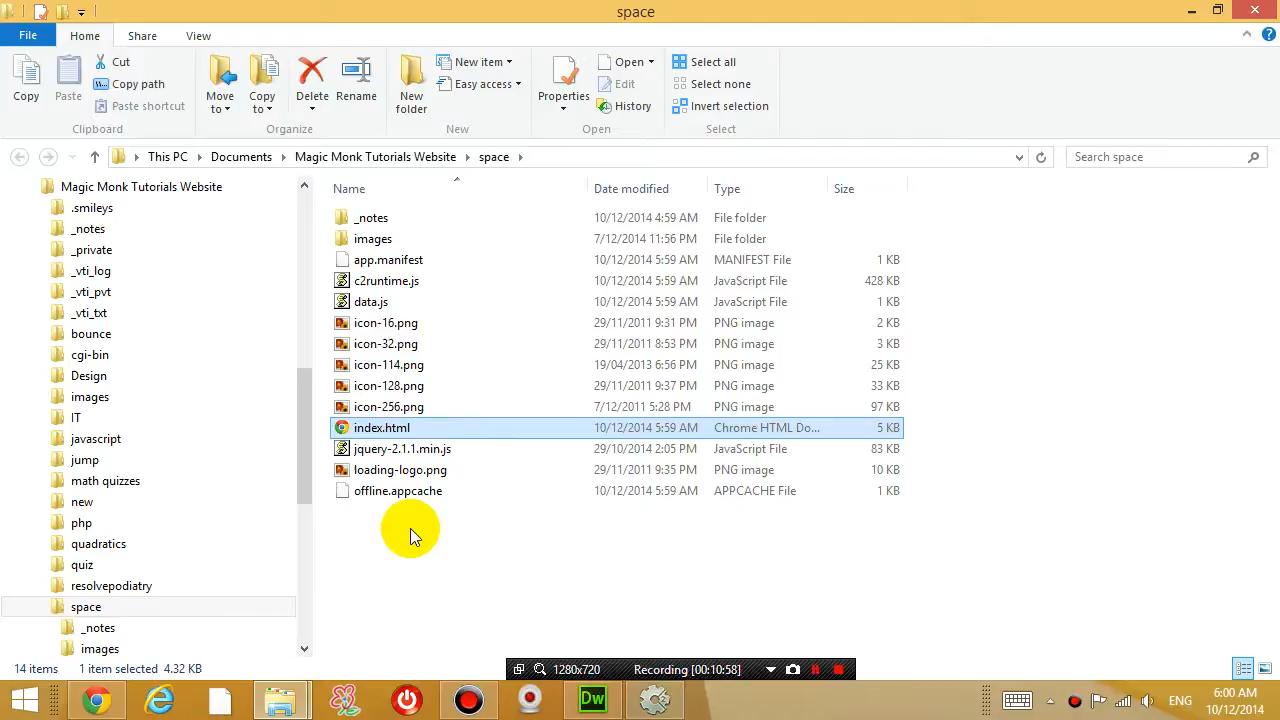 space
File Home Share View
Copy
Paste
Cut
Copy path
Paste shortcut
Clipboard
Move to
Copy to
Delete
Rename
Organize
New folder
New item
Easy access
New
Properties
Open
Edit
History
Open
Select all
Select none
Invert selection
Select
This PC Documents Magic Monk Tutorials Website space
Search space
Magic Monk Tutorials Website
.smileys
_notes
_private
_vti_log
_vti_pvt
_vti_txt
bounce
cgi-bin
Design
images
IT
javascript
jump
math quizzes
new
php
quadratics
quiz
resolvepodiatry
space
_notes
images
Name Date modified Type Size
_notes 10/12/2014 4:59 AM File folder
images 7/12/2014 11:56 PM File folder
app.manifest 10/12/2014 5:59 AM MANIFEST File 1 KB
c2runtime.js 10/12/2014 5:59 AM JavaScript File 428 KB
data.js 10/12/2014 5:59 AM JavaScript File 1 KB
icon-16.png 29/11/2011 9:31 PM PNG image 2 KB
icon-32.png 29/11/2011 8:53 PM PNG image 3 KB
icon-114.png 19/04/2013 6:56 PM PNG image 25 KB
icon-128.png 29/11/2011 9:37 PM PNG image 33 KB
icon-256.png 7/12/2011 5:28 PM PNG image 97 KB
index.html 10/12/2014 5:59 AM Chrome HTML Do... 5 KB
jquery-2.1.1.min.js 29/10/2014 2:05 PM JavaScript File 83 KB
loading-logo.png 29/11/2011 9:35 PM PNG image 10 KB
offline.appcache 10/12/2014 5:59 AM APPCACHE File 1 KB
14 items 1 item selected 4.32 KB
1280x720 Recording [00:10:58]
Dw
ENG
6:00 AM
10/12/2014